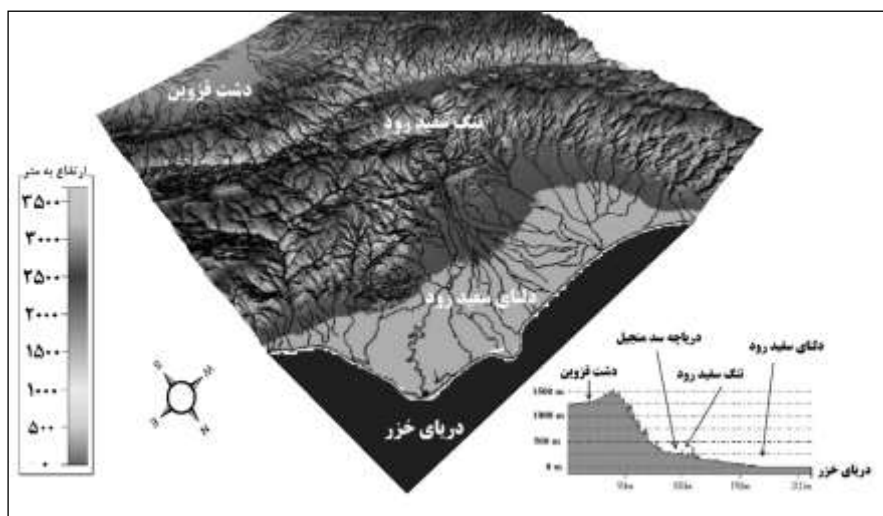 دشت قزوین
تنگ سفید رود
ارتفاع به متر
۳۵۰۰
۳۰۰۰
۲۵۰۰
۲۰۰۰
۱۵۰۰
۱۰۰۰
۵۰۰
۰
دلتای سفید رود
دریای خزر
S
W
E
N
دریاچه سد منجیل
دلتای سفید رود
دشت قزوین
تنگ سفید رود
1500 m
1000 m
500 m
0 m
دریای خزر